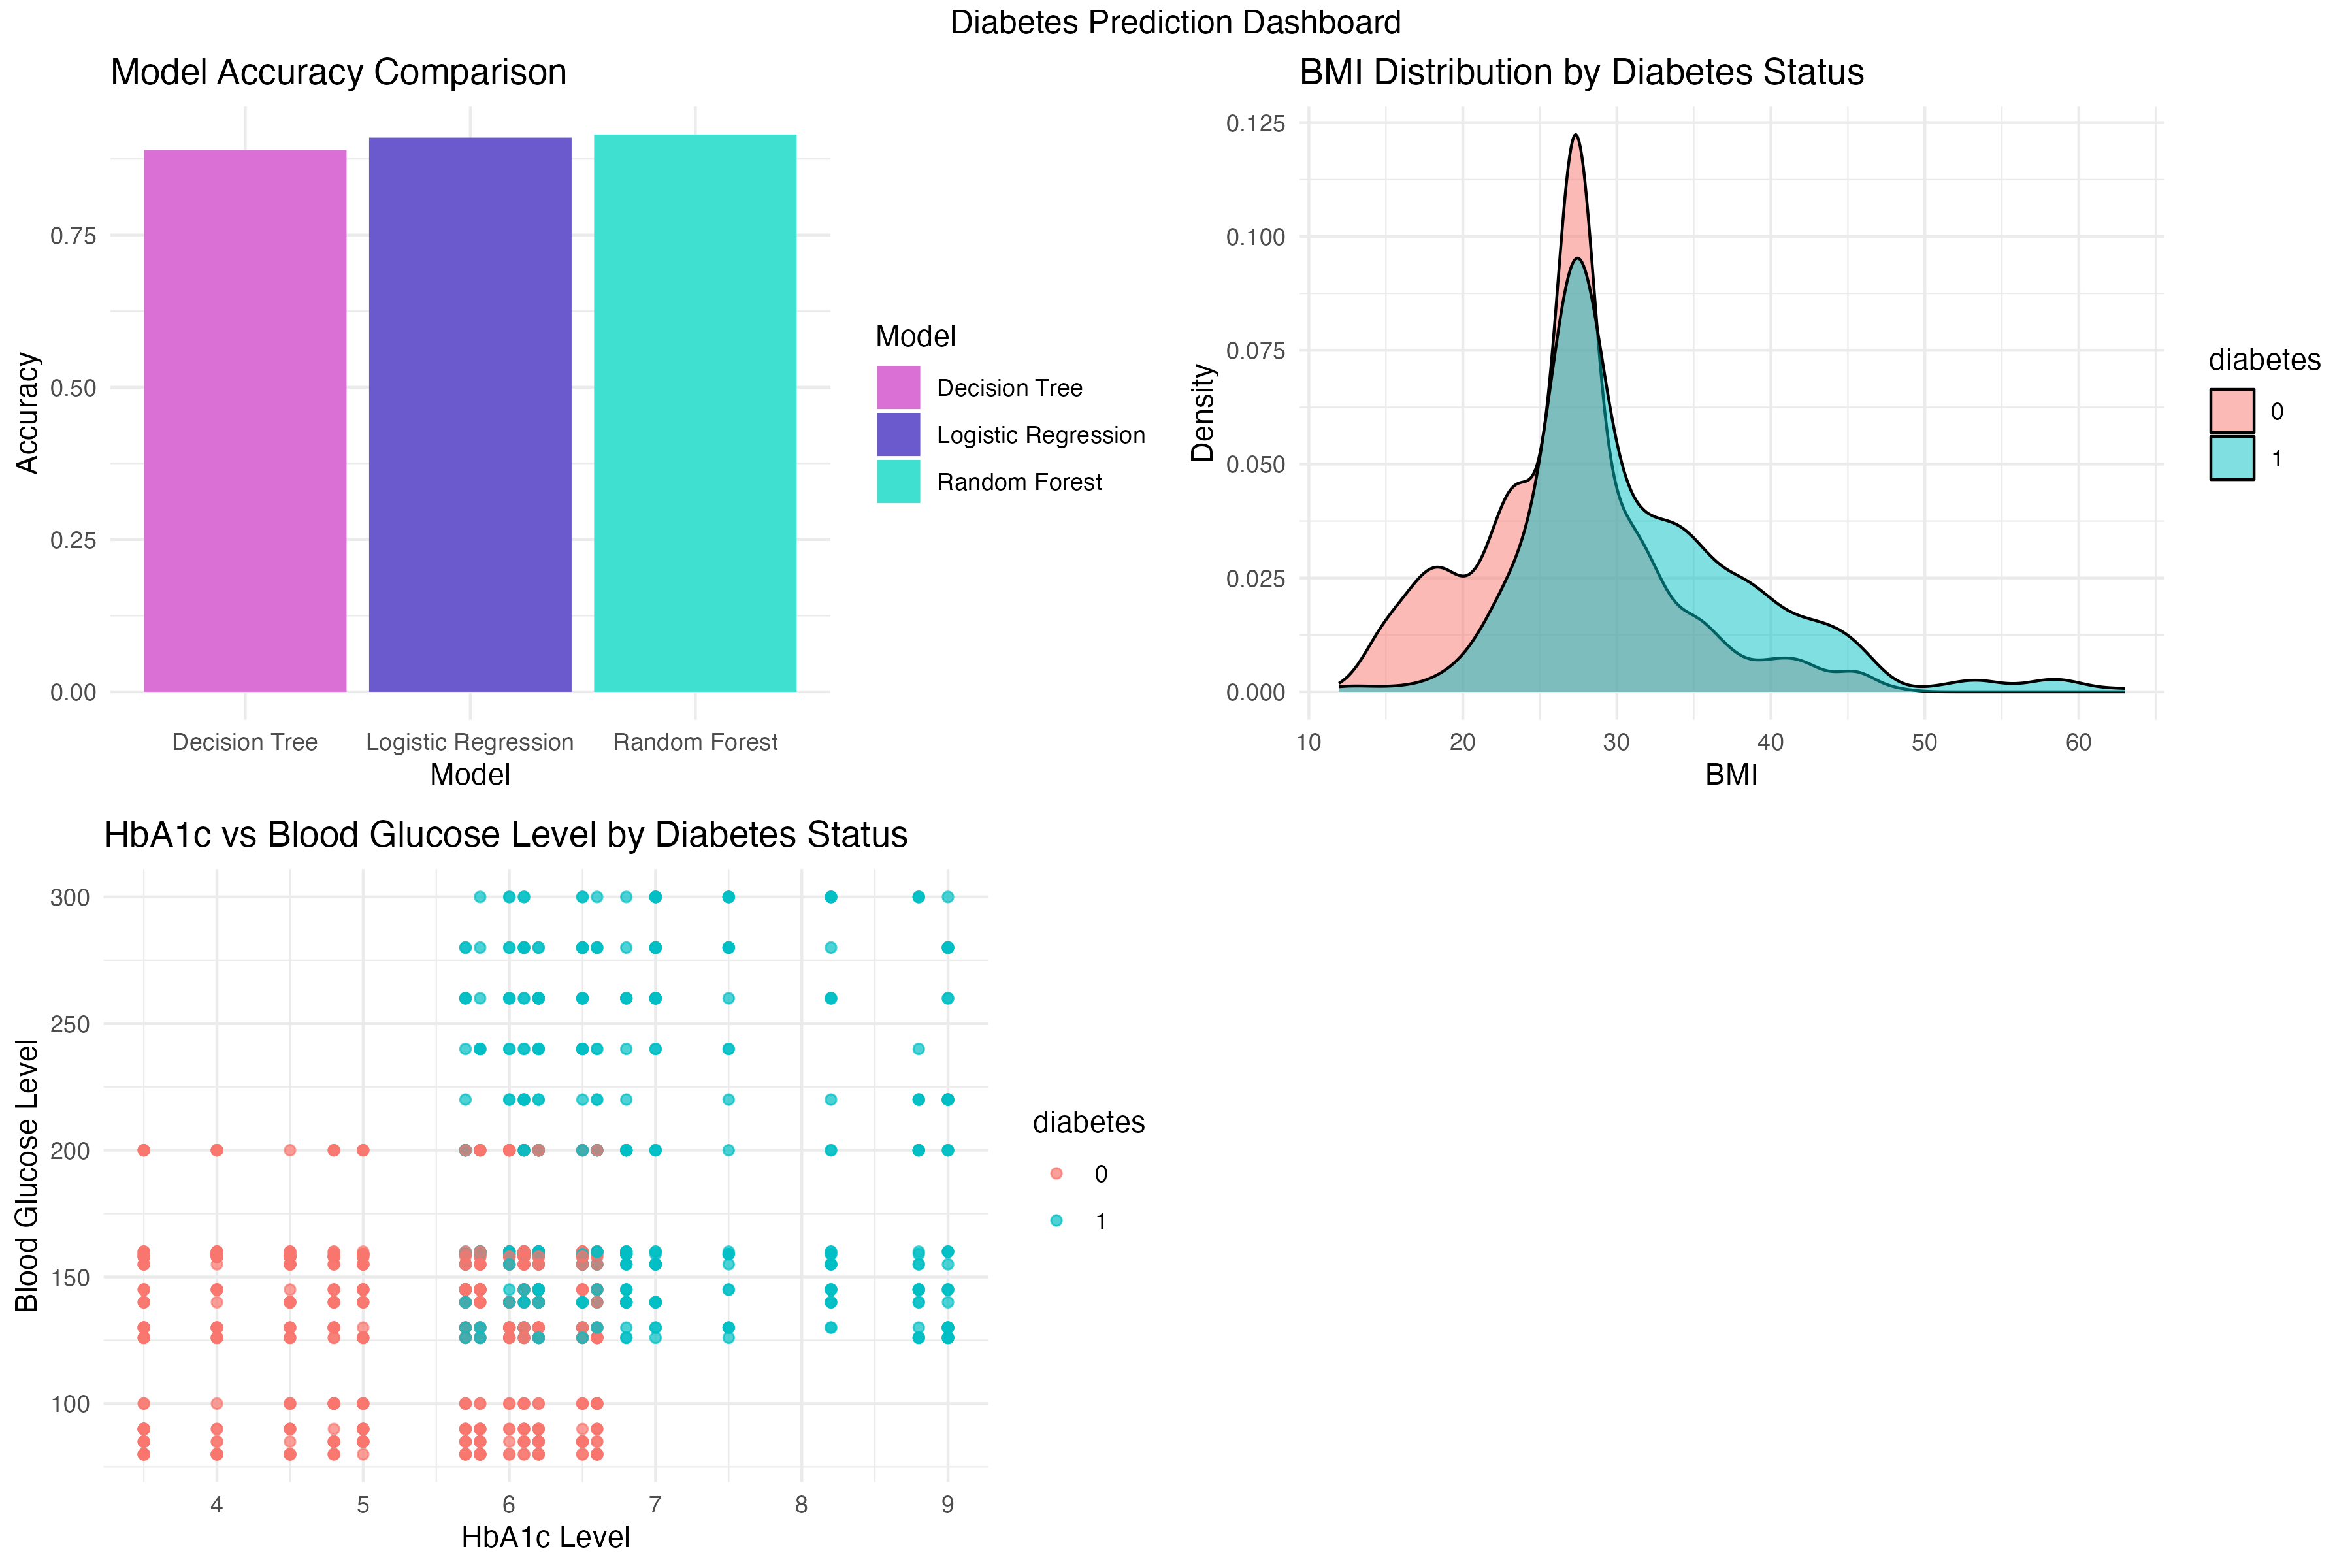 Diabetes Prediction Dashboard
Model Accuracy Comparison
Accuracy
0.75
0.50
0.25
0.00
Decision Tree Logistic Regression Random Forest
Model
Model
Decision Tree
Logistic Regression
Random Forest
BMI Distribution by Diabetes Status
Density
0.125
0.100
0.075
0.050
0.025
0.000
10 20 30 40 50 60
BMI
diabetes
0
1
HbA1c vs Blood Glucose Level by Diabetes Status
Blood Glucose Level
300
250
200
150
100
4 5 6 7 8 9
HbA1c Level
diabetes
0
1